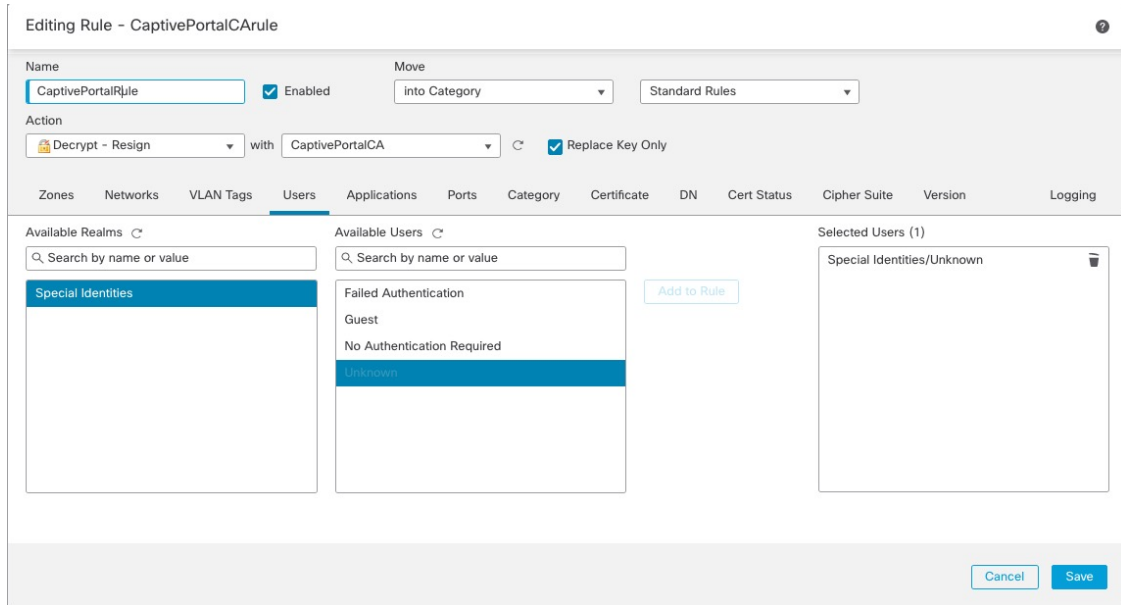 Editing Rule - CaptivePortalCArule
Name
Move
CaptivePortalRule
Enabled
into Category
Standard Rules
Action
Decrypt - Resign
with
CaptivePortalCA
Replace Key Only
Zones Networks VLAN Tags Users Applications Ports Category Certificate DN Cert Status Cipher Suite Version Logging
Available Realms
Available Users
Selected Users (1)
Search by name or value
Search by name or value
Special Identities/Unknown
Special Identities
Failed Authentication
Add to Rule
Guest
No Authentication Required
Unknown
Cancel
Save